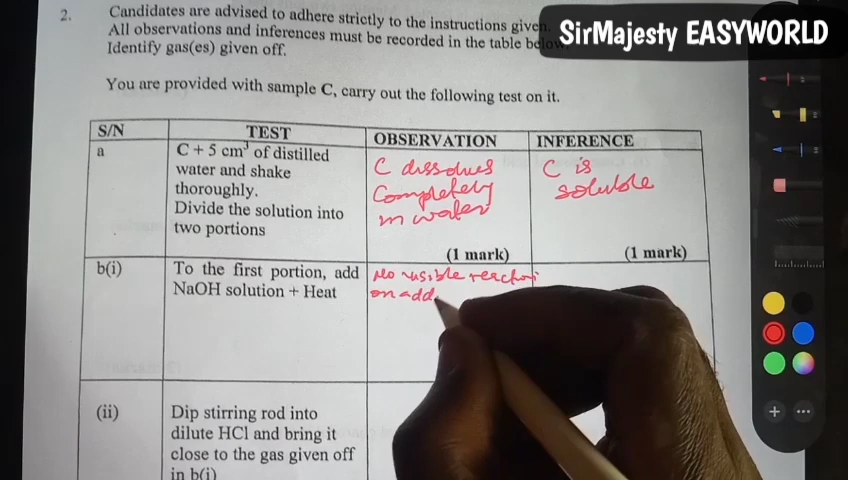 2. Candidates are advised to adhere strictly to the instructions given.
All observations and inferences must be recorded in the table below.
Identify gas(es) given off.
SirMajesty EASYWORLD
You are provided with sample C, carry out the following test on it.
S/N TEST OBSERVATION INFERENCE
a C + 5 cm³ of distilled
water and shake
thoroughly.
Divide the solution into
two portions
C dissolves
Completely
in water
(1 mark)
C is
soluble
(1 mark)
b(i) To the first portion, add
NaOH solution + Heat
No visible reaction
on add
(ii) Dip stirring rod into
dilute HCl and bring it
close to the gas given off
in b(i)